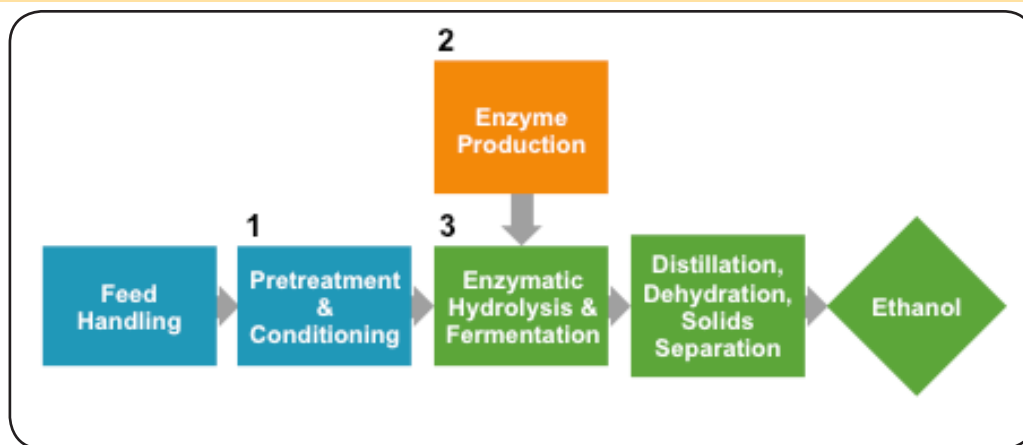 2
Enzyme
Production
1
3
Feed
Handling
Pretreatment
&
Conditioning
Enzymatic
Hydrolysis &
Fermentation
Distillation,
Dehydration,
Solids
Separation
Ethanol